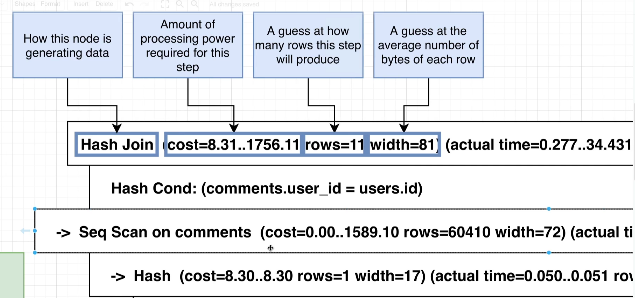 How this node is
generating data
Amount of
processing power
required for this
step
A guess at how
many rows this step
will produce
A guess at the
average number of
bytes of each row
Hash Join (cost=8.31..1756.11 rows=11 width=81) (actual time=0.277..34.431
Hash Cond: (comments.user_id = users.id)
-> Seq Scan on comments (cost=0.00..1589.10 rows=60410 width=72) (actual ti
-> Hash (cost=8.30..8.30 rows=1 width=17) (actual time=0.050..0.051 rov